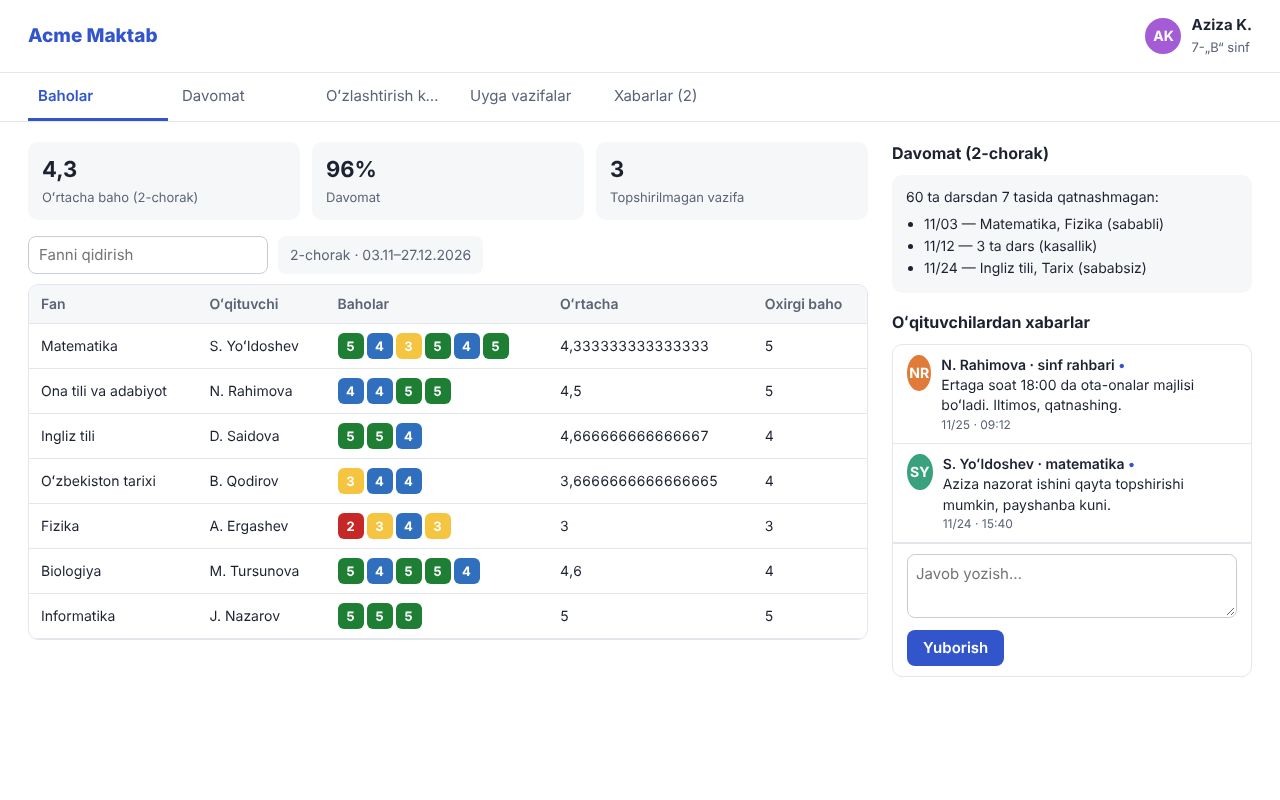 Acme Maktab
AK
Aziza K.
7-„B“ sinf
Baholar
Davomat
Oʻzlashtirish k...
Uyga vazifalar
Xabarlar (2)
4,3
Oʻrtacha baho (2-chorak)
96%
Davomat
3
Topshirilmagan vazifa
Fanni qidirish
2-chorak · 03.11–27.12.2026
Fan Oʻqituvchi Baholar Oʻrtacha Oxirgi baho
Matematika S. Yoʻldoshev 5 4 3 5 4 5 4,333333333333333 5
Ona tili va adabiyot N. Rahimova 4 4 5 5 4,5 5
Ingliz tili D. Saidova 5 5 4 4,666666666666667 4
Oʻzbekiston tarixi B. Qodirov 3 4 4 3,6666666666666665 4
Fizika A. Ergashev 2 3 4 3 3 3
Biologiya M. Tursunova 5 4 5 5 4 4,6 4
Informatika J. Nazarov 5 5 5 5 5
Davomat (2-chorak)
60 ta darsdan 7 tasida qatnashmagan:
• 11/03 — Matematika, Fizika (sababli)
• 11/12 — 3 ta dars (kasallik)
• 11/24 — Ingliz tili, Tarix (sababsiz)
Oʻqituvchilardan xabarlar
NR
N. Rahimova · sinf rahbari •
Ertaga soat 18:00 da ota-onalar majlisi
boʻladi. Iltimos, qatnashing.
11/25 · 09:12
SY
S. Yoʻldoshev · matematika •
Aziza nazorat ishini qayta topshirishi
mumkin, payshanba kuni.
11/24 · 15:40
Javob yozish...
Yuborish